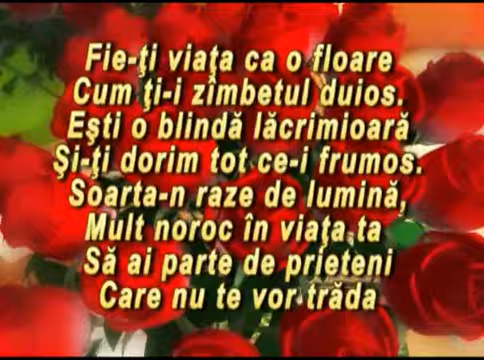 Fie-ţi viaţa ca o floare
Cum ţi-i zîmbetul duios.
Eşti o blindă lăcrimioară
Şi-ţi dorim tot ce-i frumos.
Soarta-n raze de lumină,
Mult noroc în viaţa ta
Să ai parte de prieteni
Care nu te vor trăda